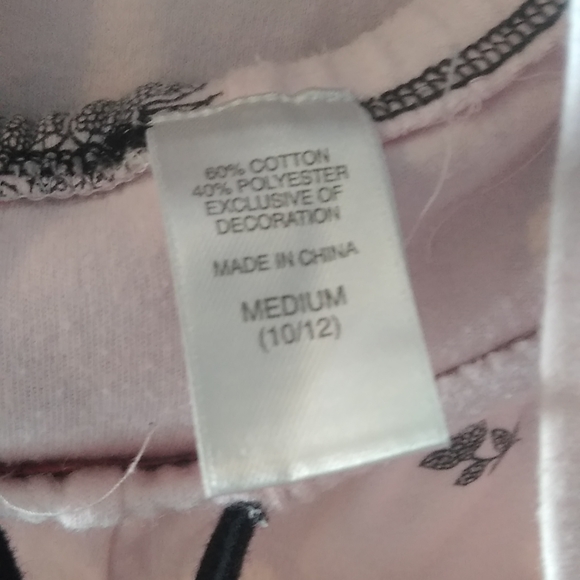 60% COTTON
40% POLYESTER
EXCLUSIVE OF
DECORATION
MADE IN CHINA
MEDIUM
(10/12)